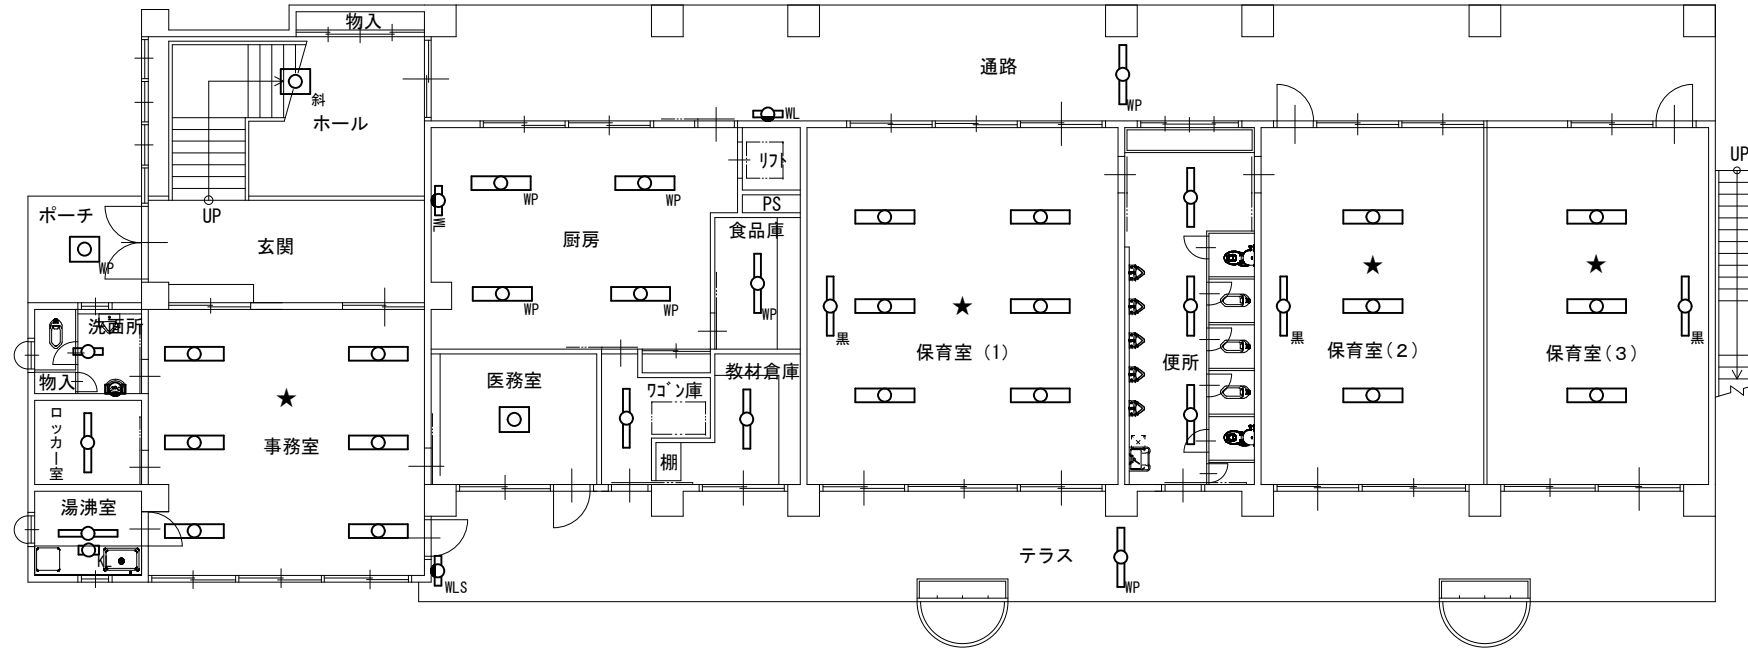 物入
通路
WP
斜
ホール
WL
リフト
UP
PS
ポーチ
WP
UP
WL
玄関
厨房
WP
WP
食品庫
WP
WP
WP
洗面所
物入
★
★
★
黒
黒
黒
保育室 (1)
保育室(2)
保育室(3)
便所
医務室
ワゴン庫
教材倉庫
★
事務室
ロッカー室
棚
湯沸室
K
WLS
テラス
WP